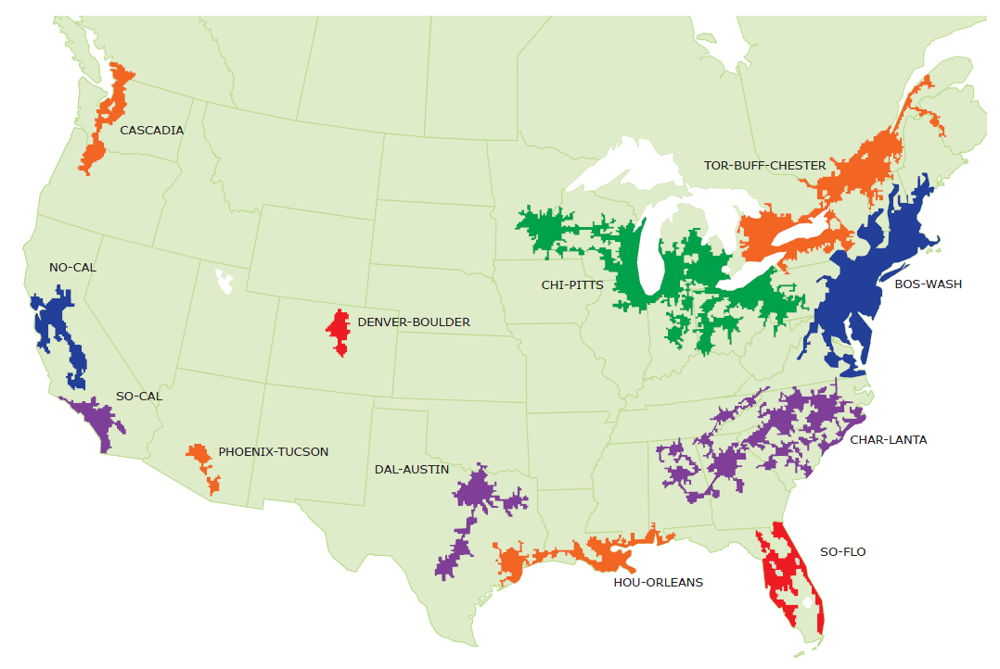 CASCADIA
TOR-BUFF-CHESTER
NO-CAL
CHI-PITTS
BOS-WASH
DENVER-BOULDER
SO-CAL
CHAR-LANTA
PHOENIX-TUCSON
DAL-AUSTIN
SO-FLO
HOU-ORLEANS